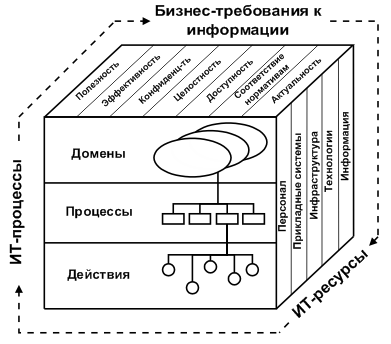 Бизнес-требования к
информации
Полезность
Эффективность
Конфиденц-ть
Целостность
Доступность
Соответствие
нормативам
Актуальность
ИТ-процессы
Домены
Процессы
Действия
Персонал
Прикладные системы
Инфраструктура
Технологии
Информация
ИТ-ресурсы